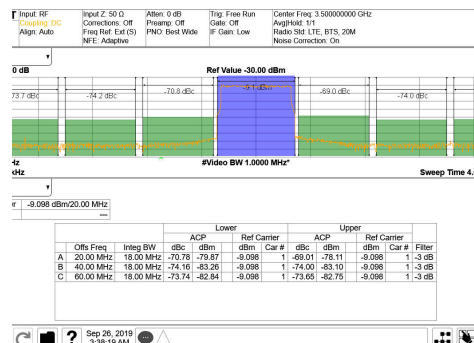 Input: RF Input Z: 50 Ω Atten: 0 dB Trig: Free Run Center Freq: 3.500000000 GHz
Coupling: DC Corrections: Off Preamp: Off Gate: Off Avg|Hold: 1/1
Align: Auto Freq Ref: Ext (S) PNO: Best Wide IF Gain: Low Radio Std: LTE, BTS, 20M
NFE: Adaptive Noise Correction: On
0 dB Ref Value -30.00 dBm
73.7 dBc -74.2 dBc -70.8 dBc -9.1 dBm -69.0 dBc -74.0 dBc
Hz #Video BW 1.0000 MHz*
kHz Sweep Time 4.
-9.098 dBm/20.00 MHz
---
Lower Upper
ACP Ref Carrier ACP Ref Carrier
Offs Freq Integ BW dBc dBm dBm Car # dBc dBm dBm Car # Filter
A 20.00 MHz 18.00 MHz -70.78 -79.87 -9.098 1 -69.01 -78.11 -9.098 1 -3 dB
B 40.00 MHz 18.00 MHz -74.16 -83.26 -9.098 1 -74.00 -83.10 -9.098 1 -3 dB
C 60.00 MHz 18.00 MHz -73.74 -82.84 -9.098 1 -73.65 -82.75 -9.098 1 -3 dB
? Sep 26, 2019
3:38:19 AM